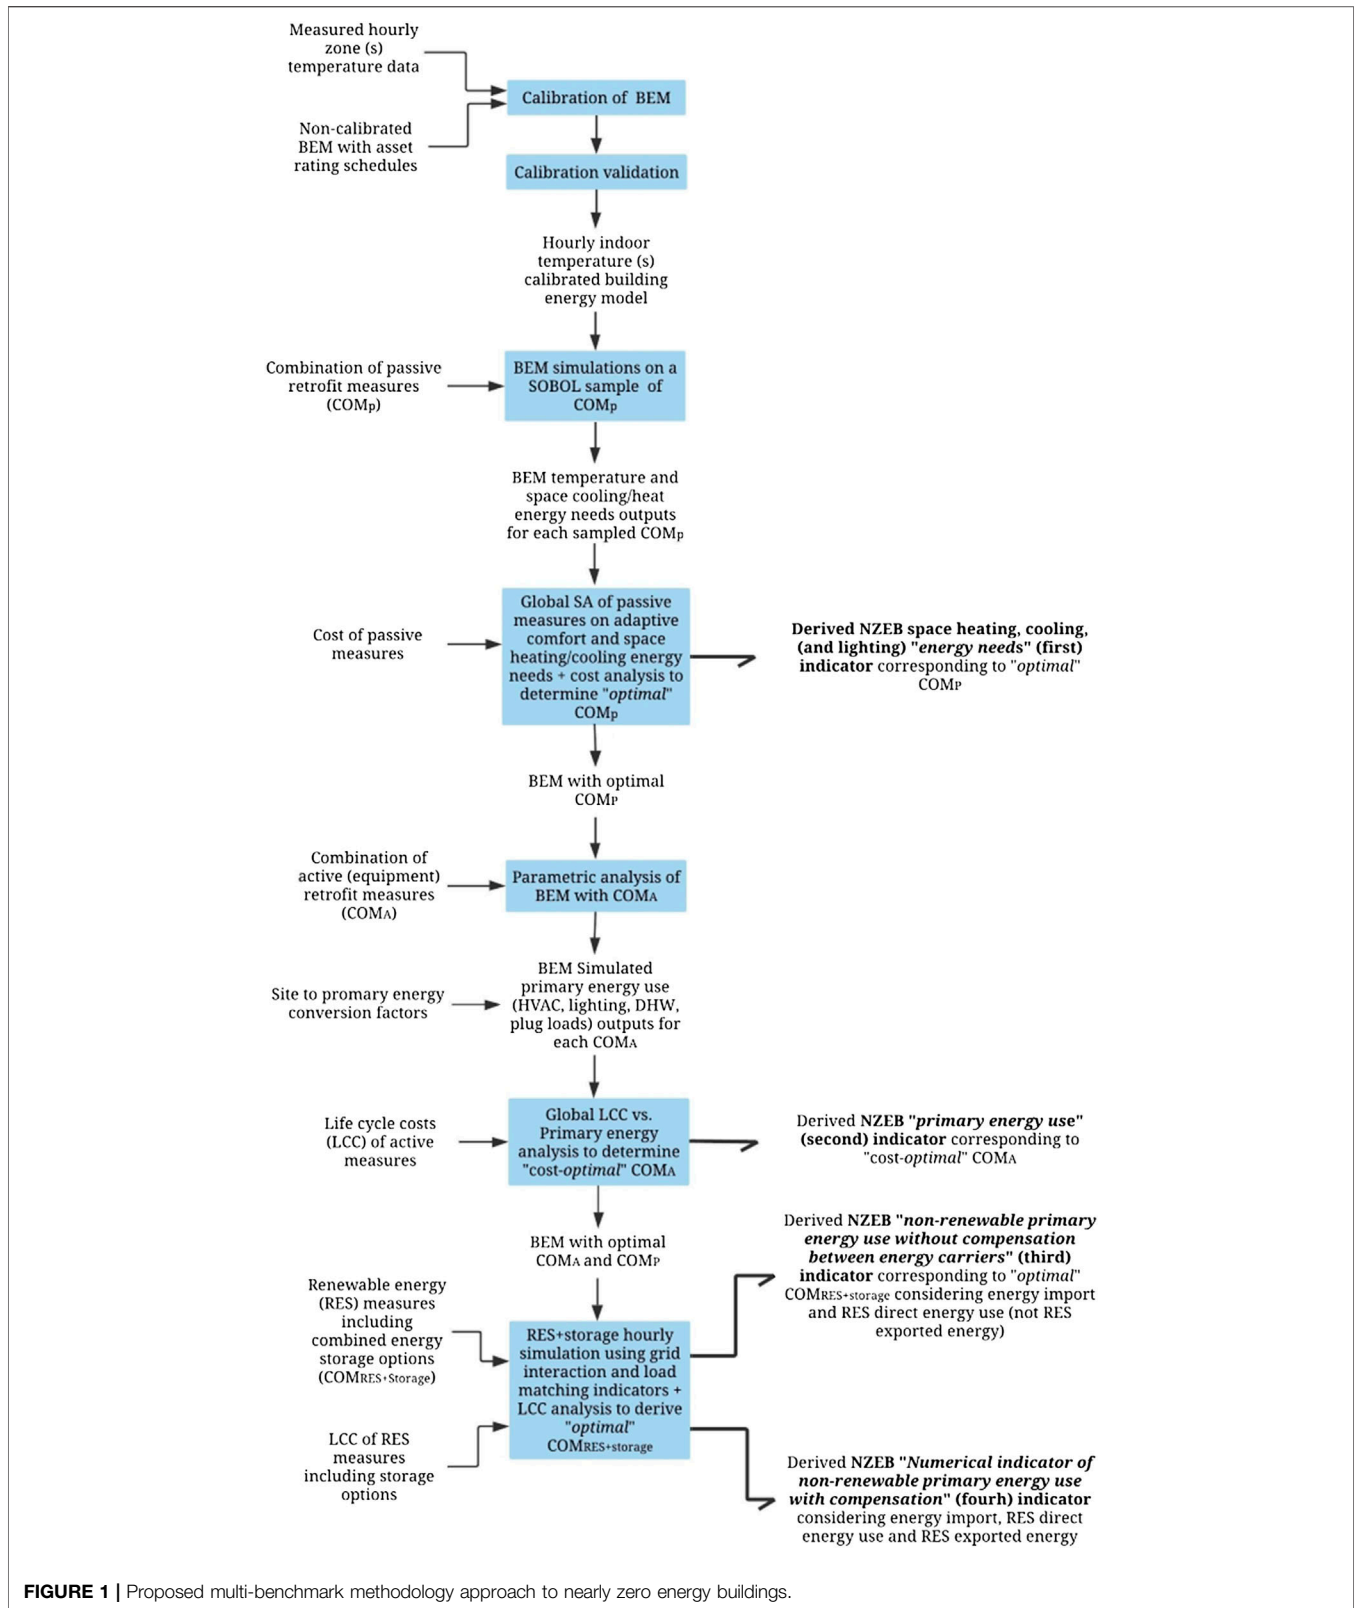 Measured hourly
zone (s)
temperature data
Calibration of BEM
Non-calibrated
BEM with asset
rating schedules
Calibration validation
Hourly indoor
temperature (s)
calibrated building
energy model
Combination of passive
retrofit measures
(COMp)
BEM simulations on a
SOBOL sample of
COMp
BEM temperature and
space cooling/heat
energy needs outputs
for each sampled COMp
Cost of passive
measures
Global SA of passive
measures on adaptive
comfort and space
heating/cooling energy
needs + cost analysis to
determine "optimal"
COMp
Derived NZEB space heating, cooling,
(and lighting) "energy needs" (first)
indicator corresponding to "optimal"
COMP
BEM with optimal
COMP
Combination of
active (equipment)
retrofit measures
(COMA)
Parametric analysis of
BEM with COMA
Site to promary energy
conversion factors
BEM Simulated
primary energy use
(HVAC, lighting, DHW,
plug loads) outputs for
each COMA
Life cycle costs
(LCC) of active
measures
Global LCC vs.
Primary energy
analysis to determine
"cost-optimal" COMA
Derived NZEB "primary energy use"
(second) indicator corresponding to
"cost-optimal" COMA
BEM with optimal
COMA and COMP
Renewable energy
(RES) measures
including
combined energy
storage options
(COMRES+Storage)
LCC of RES
measures
including storage
options
RES+storage hourly
simulation using grid
interaction and load
matching indicators +
LCC analysis to derive
"optimal"
COMRES+storage
Derived NZEB "non-renewable primary
energy use without compensation
between energy carriers" (third)
indicator corresponding to "optimal"
COMRES+storage considering energy import
and RES direct energy use (not RES
exported energy)
Derived NZEB "Numerical indicator of
non-renewable primary energy use
with compensation" (fourh) indicator
considering energy import, RES direct
energy use and RES exported energy
FIGURE 1 | Proposed multi-benchmark methodology approach to nearly zero energy buildings.